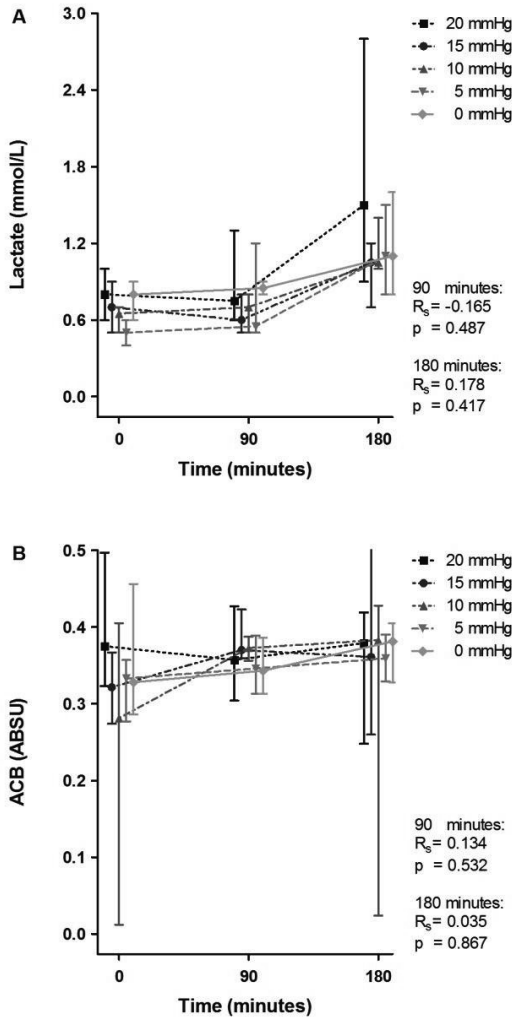 A
3.0
2.4
1.8
1.2
0.6
0.0
Lactate (mmol/L)
0
90
180
Time (minutes)
20 mmHg
15 mmHg
10 mmHg
5 mmHg
0 mmHg
90 minutes:
Rs= -0.165
p = 0.487
180 minutes:
Rs= 0.178
p = 0.417
B
0.5
0.4
0.3
0.2
0.1
0.0
ACB (ABSU)
0
90
180
Time (minutes)
20 mmHg
15 mmHg
10 mmHg
5 mmHg
0 mmHg
90 minutes:
Rs= 0.134
p = 0.532
180 minutes:
Rs= 0.035
p = 0.867